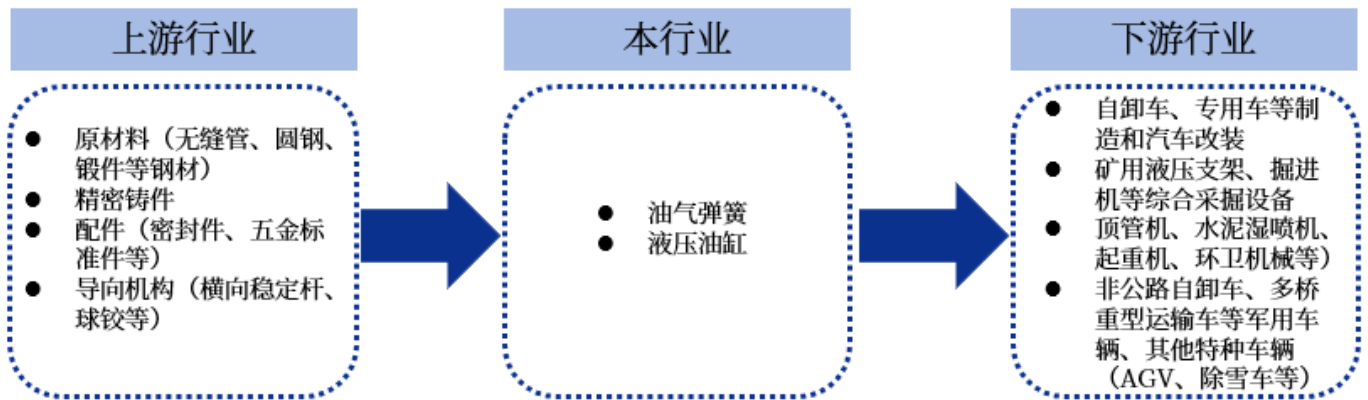 上游行业
原材料（无缝管、圆钢、
锻件等钢材）
精密铸件
配件（密封件、五金标
准件等）
导向机构（横向稳定杆、
球铰等）
本行业
油气弹簧
液压油缸
下游行业
自卸车、专用车等制
造和汽车改装
矿用液压支架、掘进
机等综合采掘设备
顶管机、水泥湿喷机、
起重机、环卫机械等）
非公路自卸车、多桥
重型运输车等军用车
辆、其他特种车辆
（AGV、除雪车等）